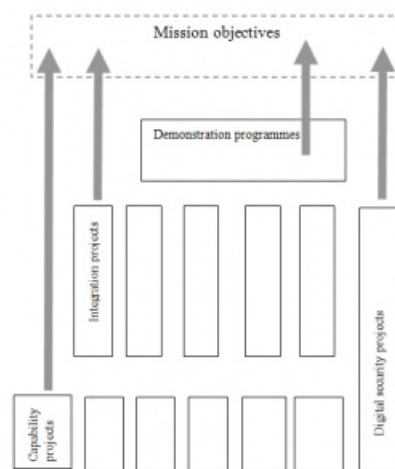 Mission objectives
Demonstration programmes
Integration projects
Digital security projects
Capability
projects